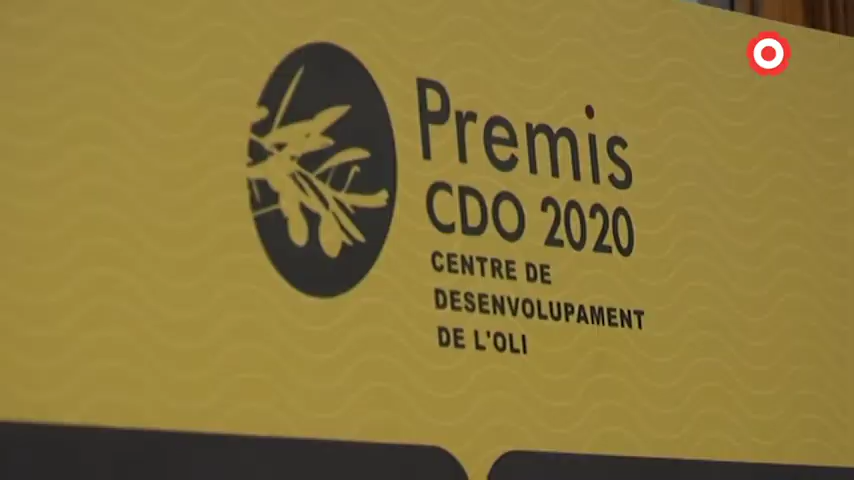 Premis
CDO 2020
CENTRE DE
DESENVOLUPAMENT
DE L'OLI